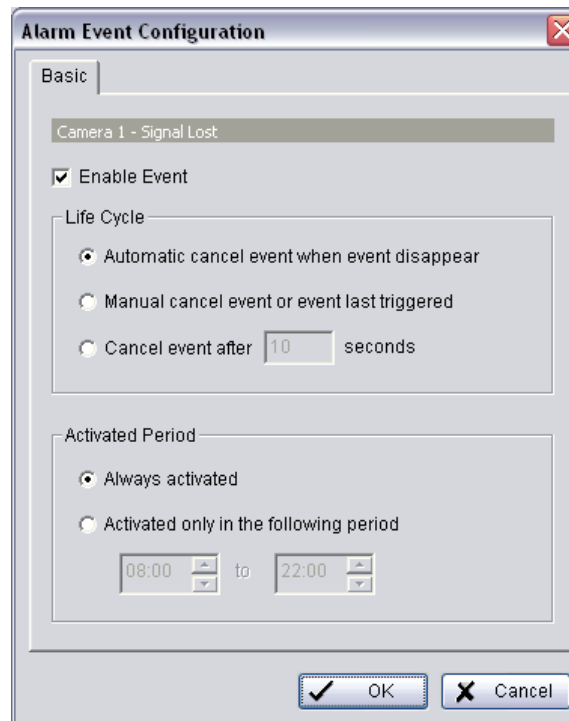 Alarm Event Configuration
Basic
Camera 1 - Signal Lost
Enable Event
Life Cycle
Automatic cancel event when event disappear
Manual cancel event or event last triggered
Cancel event after 10 seconds
Activated Period
Always activated
Activated only in the following period
08:00 to 22:00
OK Cancel